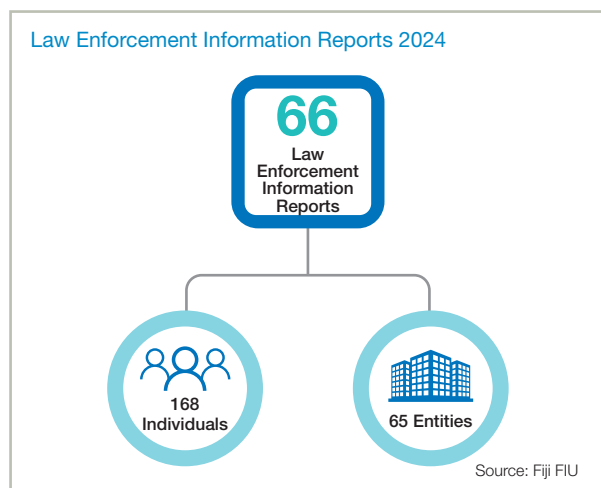 Law Enforcement Information Reports 2024
66
Law
Enforcement
Information
Reports
168
Individuals
65 Entities
Source: Fiji FIU